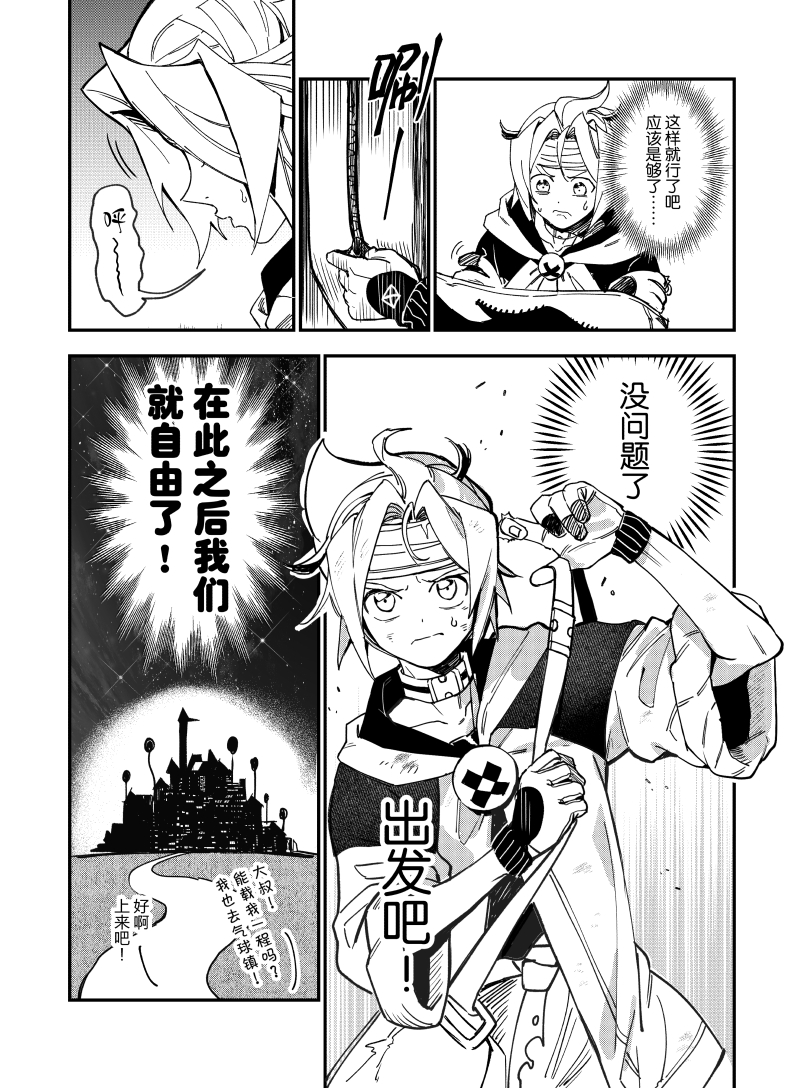 这样就行了吧
应该是够了……
唰！！
呼～～
没问题了
出发吧！
在此之后我们
就自由了！
大叔！
能载我一程吗？
我也去气球镇！
好啊
上来吧！